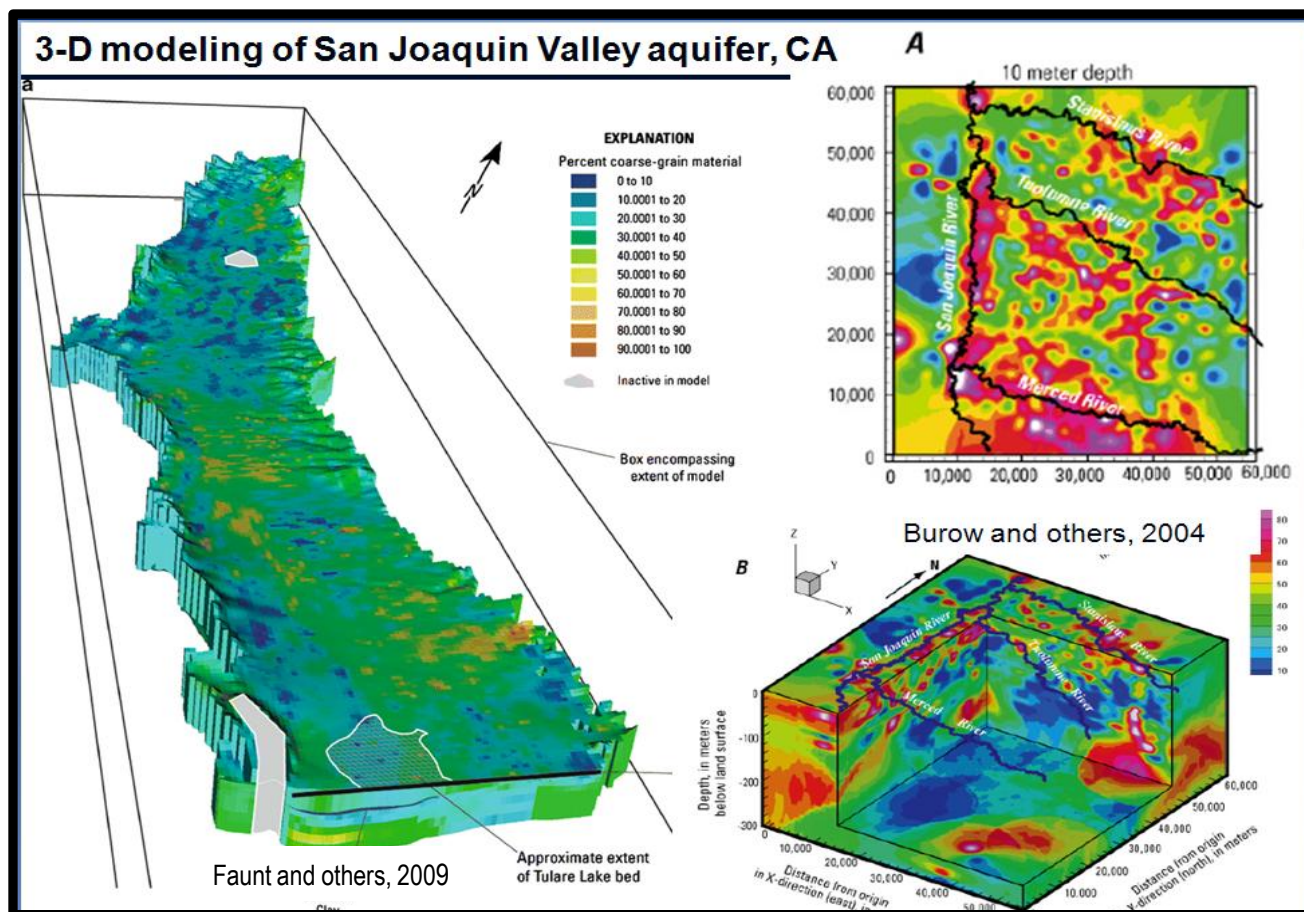 3-D modeling of San Joaquin Valley aquifer, CA
a
N
EXPLANATION
Percent coarse-grain material
0 to 10
10.0001 to 20
20.0001 to 30
30.0001 to 40
40.0001 to 50
50.0001 to 60
60.0001 to 70
70.0001 to 80
80.0001 to 90
90.0001 to 100
Inactive in model
Box encompassing
extent of model
Approximate extent
of Tulare Lake bed
Faunt and others, 2009
Clay
A
10 meter depth
60,000
50,000
40,000
30,000
20,000
10,000
0
0 10,000 20,000 30,000 40,000 50,000 60,000
Stanislaus River
Tuolumne River
San Joaquin River
Merced River
Burow and others, 2004
B
Z
Y
X
N
80
70
60
50
40
30
20
10
San Joaquin River
Stanislaus River
Tuolumne River
Merced River
Depth, in meters
below land surface
0
-100
-200
-300
0
10,000
20,000
30,000
40,000
50,000
Distance from origin
in X-direction (east), in
10,000
20,000
30,000
40,000
50,000
60,000
Distance from origin
Y-direction (north), in meters